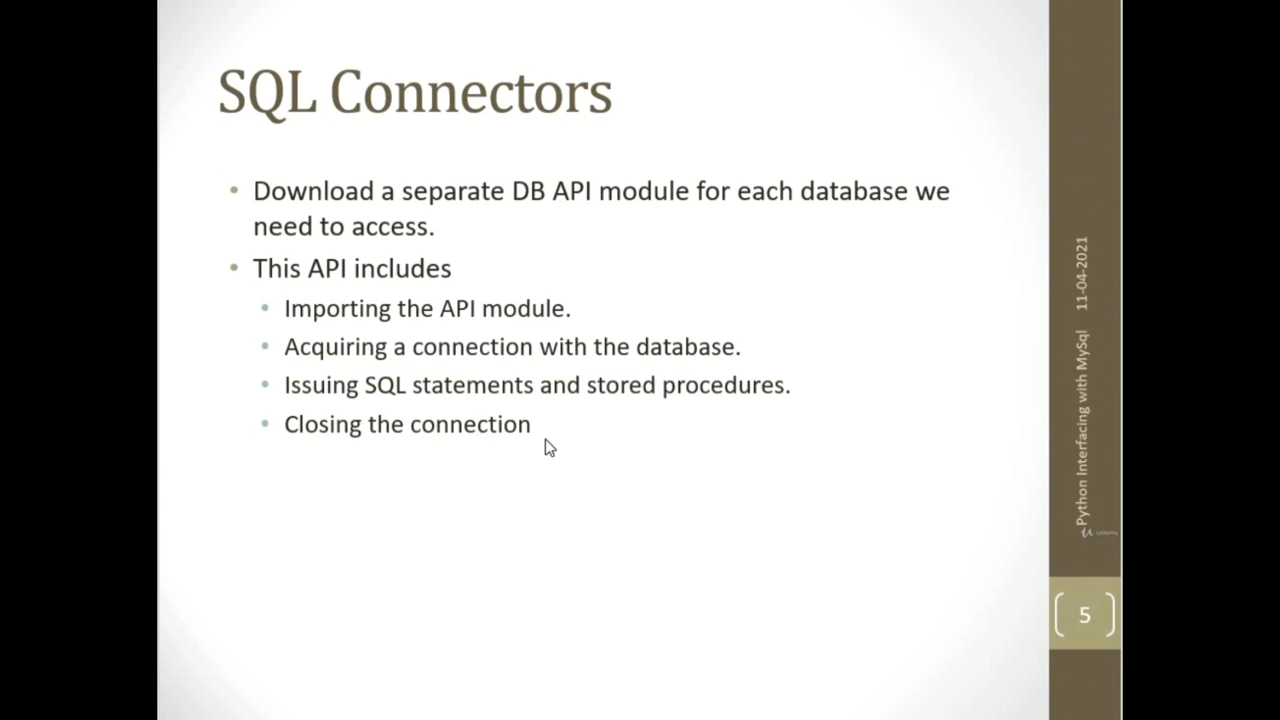 SQL Connectors
• Download a separate DB API module for each database we
need to access.
• This API includes
• Importing the API module.
• Acquiring a connection with the database.
• Issuing SQL statements and stored procedures.
• Closing the connection
Python Interfacing with MySql 11-04-2021
Udemy
5